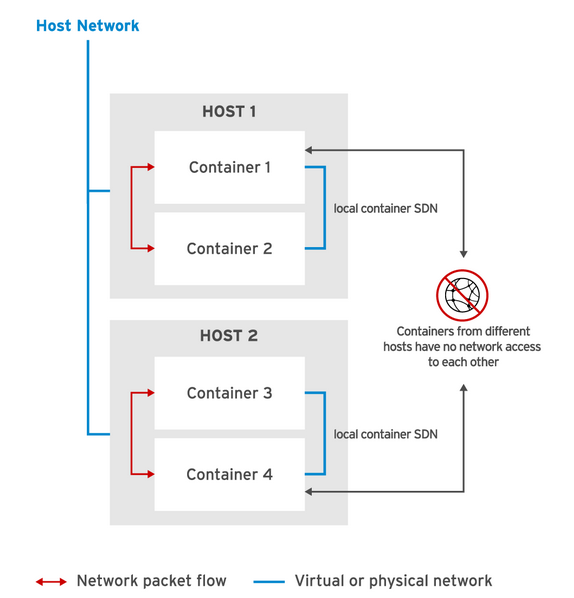 Host Network
HOST 1
Container 1
local container SDN
Container 2
Containers from different
hosts have no network access
to each other
HOST 2
Container 3
local container SDN
Container 4
Network packet flow
Virtual or physical network